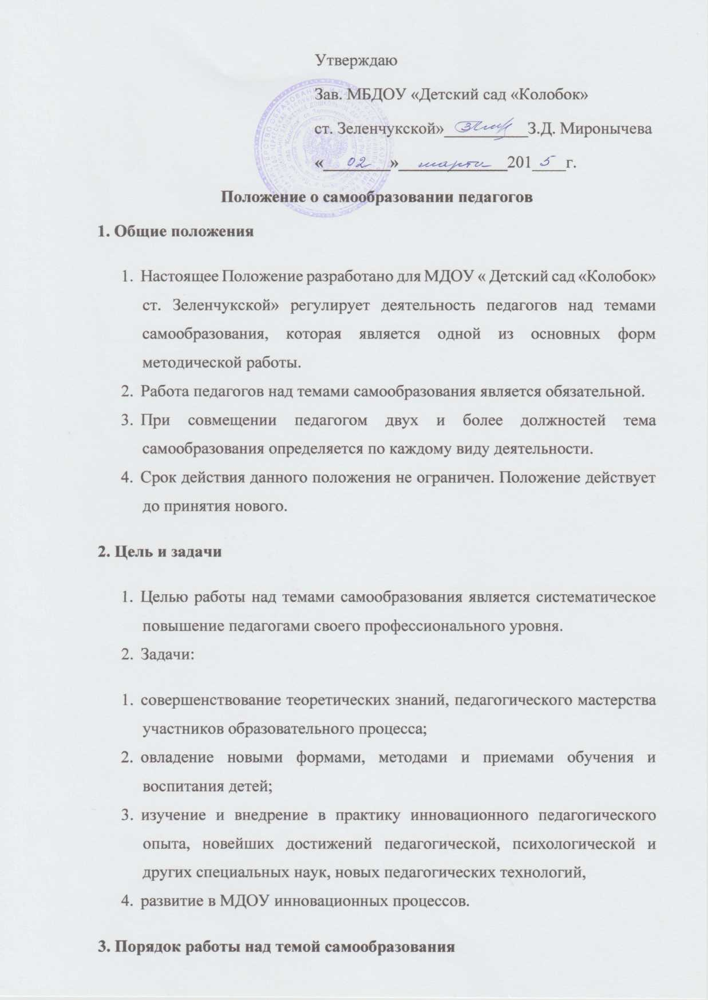 Утверждаю
Зав. МБДОУ «Детский сад «Колобок»
ст. Зеленчукской»__________З.Д. Миронычева
«___02___»___марта___201_5_г.
Положение о самообразовании педагогов
1. Общие положения
1. Настоящее Положение разработано для МДОУ « Детский сад «Колобок»
ст. Зеленчукской» регулирует деятельность педагогов над темами
самообразования, которая является одной из основных форм
методической работы.
2. Работа педагогов над темами самообразования является обязательной.
3. При совмещении педагогом двух и более должностей тема
самообразования определяется по каждому виду деятельности.
4. Срок действия данного положения не ограничен. Положение действует
до принятия нового.
2. Цель и задачи
1. Целью работы над темами самообразования является систематическое
повышение педагогами своего профессионального уровня.
2. Задачи:
1. совершенствование теоретических знаний, педагогического мастерства
участников образовательного процесса;
2. овладение новыми формами, методами и приемами обучения и
воспитания детей;
3. изучение и внедрение в практику инновационного педагогического
опыта, новейших достижений педагогической, психологической и
других специальных наук, новых педагогических технологий,
4. развитие в МДОУ инновационных процессов.
3. Порядок работы над темой самообразования